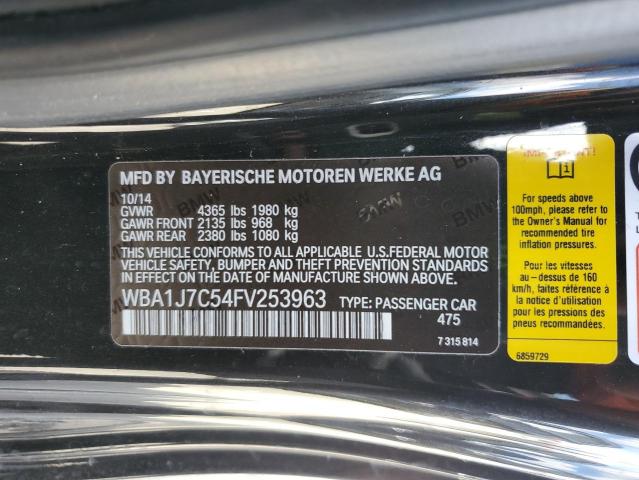 MFD BY BAYERISCHE MOTOREN WERKE AG
10/14
GVWR 4365 lbs 1980 kg
GAWR FRONT 2135 lbs 968 kg
GAWR REAR 2380 lbs 1080 kg
THIS VEHICLE CONFORMS TO ALL APPLICABLE U.S.FEDERAL MOTOR
VEHICLE SAFETY, BUMPER AND THEFT PREVENTION STANDARDS
IN EFFECT ON THE DATE OF MANUFACTURE SHOWN ABOVE.
WBA1J7C54FV253963 TYPE: PASSENGER CAR
475
7 315 814
BMW
BMW
BMW
For speeds above
100mph, please refer
to the Owner's Manual for
recommended tire
inflation pressures.
Pour les vitesses
au - dessus de 160
km/h, faites référence à
la notice d'utilisation
pour les pressions des
pneus recommandées.
6859729